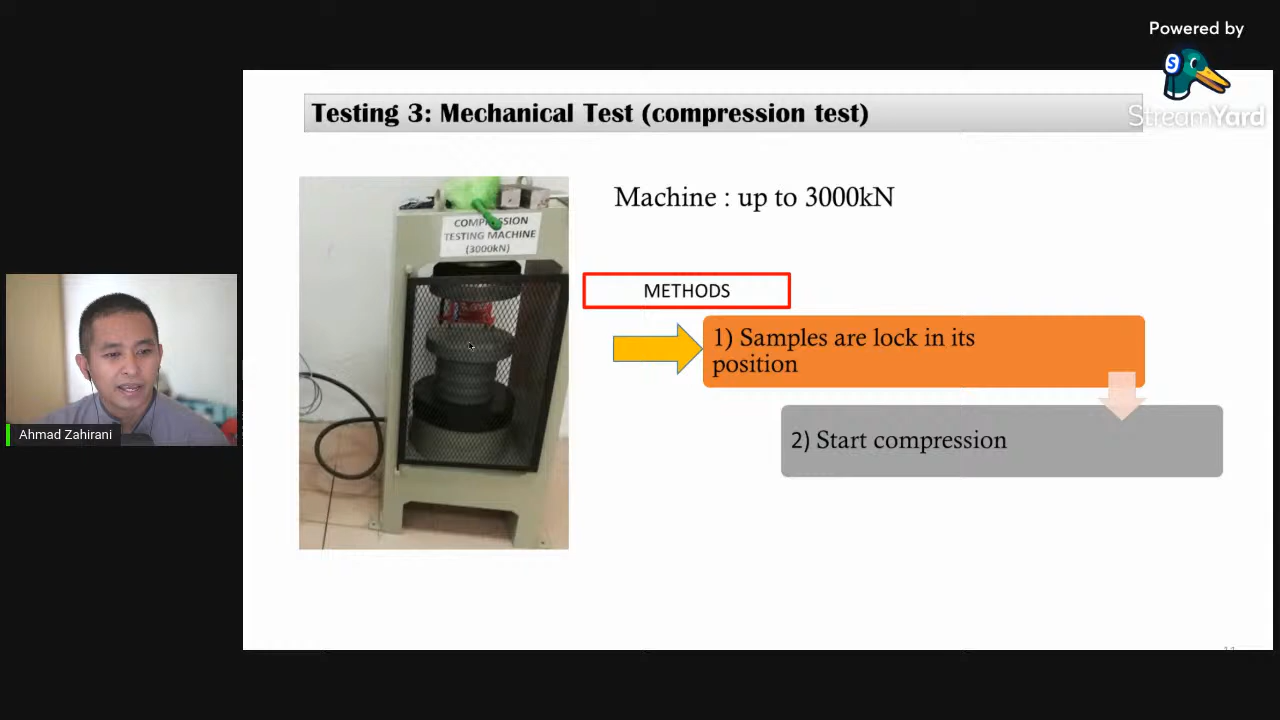 Powered by
S
StreamYard
Testing 3: Mechanical Test (compression test)
COMPRESSION
TESTING MACHINE
(3000kN)
Machine : up to 3000kN
METHODS
1) Samples are lock in its
position
2) Start compression
Ahmad Zahirani